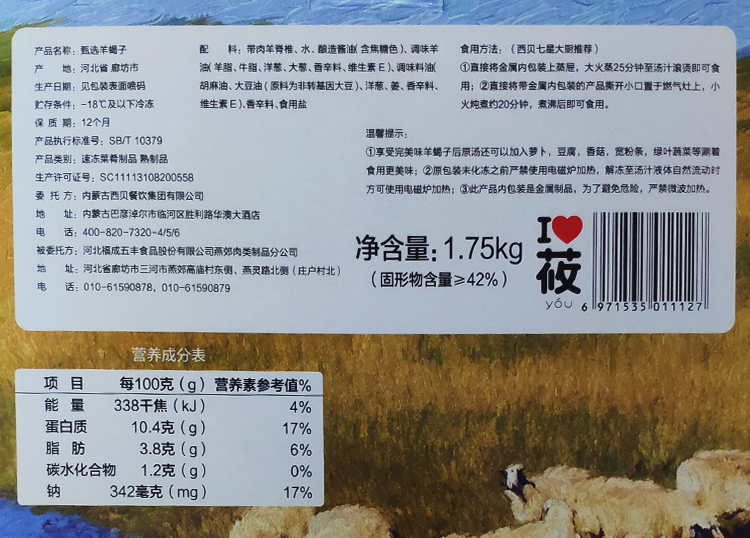 产品名称：甄选羊蝎子
产　　地：河北省 廊坊市
生产日期：见包装表面喷码
贮存条件：-18℃及以下冷冻
保 质 期：12个月
产品执行标准号：SB/T 10379
产品类别：速冻菜肴制品 熟制品
生产许可证号：SC11113108200558
委 托 方：内蒙古西贝餐饮集团有限公司
地　　址：内蒙古巴彦淖尔市临河区胜利路华澳大酒店
电　　话：400-820-7320-4/5/6
被委托方：河北福成五丰食品股份有限公司燕郊肉类制品分公司
地　　址：河北省廊坊市三河市燕郊高庙村东侧、燕灵路北侧（庄户村北）
电　　话：010-61590878，010-61590879
配　　料：带肉羊脊椎、水、酿造酱油(含焦糖色)、调味羊
油(羊脂、牛脂、洋葱、大葱、香辛料、维生素E)、调味料油(
胡麻油、大豆油(原料为非转基因大豆)、洋葱、姜、香辛料、
维生素E)、香辛料、食用盐
食用方法：（西贝七星大厨推荐）
①直接将金属内包装上蒸屉，大火蒸25分钟至汤汁滚烫即可食
用；②直接将带金属内包装的产品撕开小口置于燃气灶上，小
火炖煮约20分钟，煮沸后即可食用。
温馨提示：
①享受完美味羊蝎子后原汤还可以加入萝卜，豆腐，香菇，宽粉条，绿叶蔬菜等涮着
食用更美味；②原包装未化冻之前严禁使用电磁炉加热，解冻至汤汁液体自然流动时
方可使用电磁炉加热；③此产品内包装是金属制品，为了避免危险，严禁微波加热。
净含量：1.75kg
（固形物含量≥42%）
I
莜
yóu
6 971535 011127
营养成分表
项 目 每100克（g） 营养素参考值%
能 量 338千焦（kJ） 4%
蛋白质 10.4克（g） 17%
脂 肪 3.8克（g） 6%
碳水化合物 1.2克（g） 0%
钠 342毫克（mg） 17%